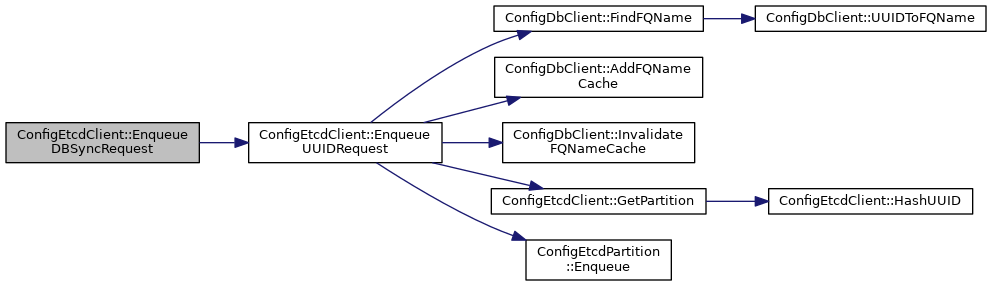 ConfigEtcdClient::Enqueue
DBSyncRequest
ConfigEtcdClient::Enqueue
UUIDRequest
ConfigDbClient::FindFQName
ConfigDbClient::UUIDToFQName
ConfigDbClient::AddFQName
Cache
ConfigDbClient::Invalidate
FQNameCache
ConfigEtcdClient::GetPartition
ConfigEtcdClient::HashUUID
ConfigEtcdPartition
::Enqueue